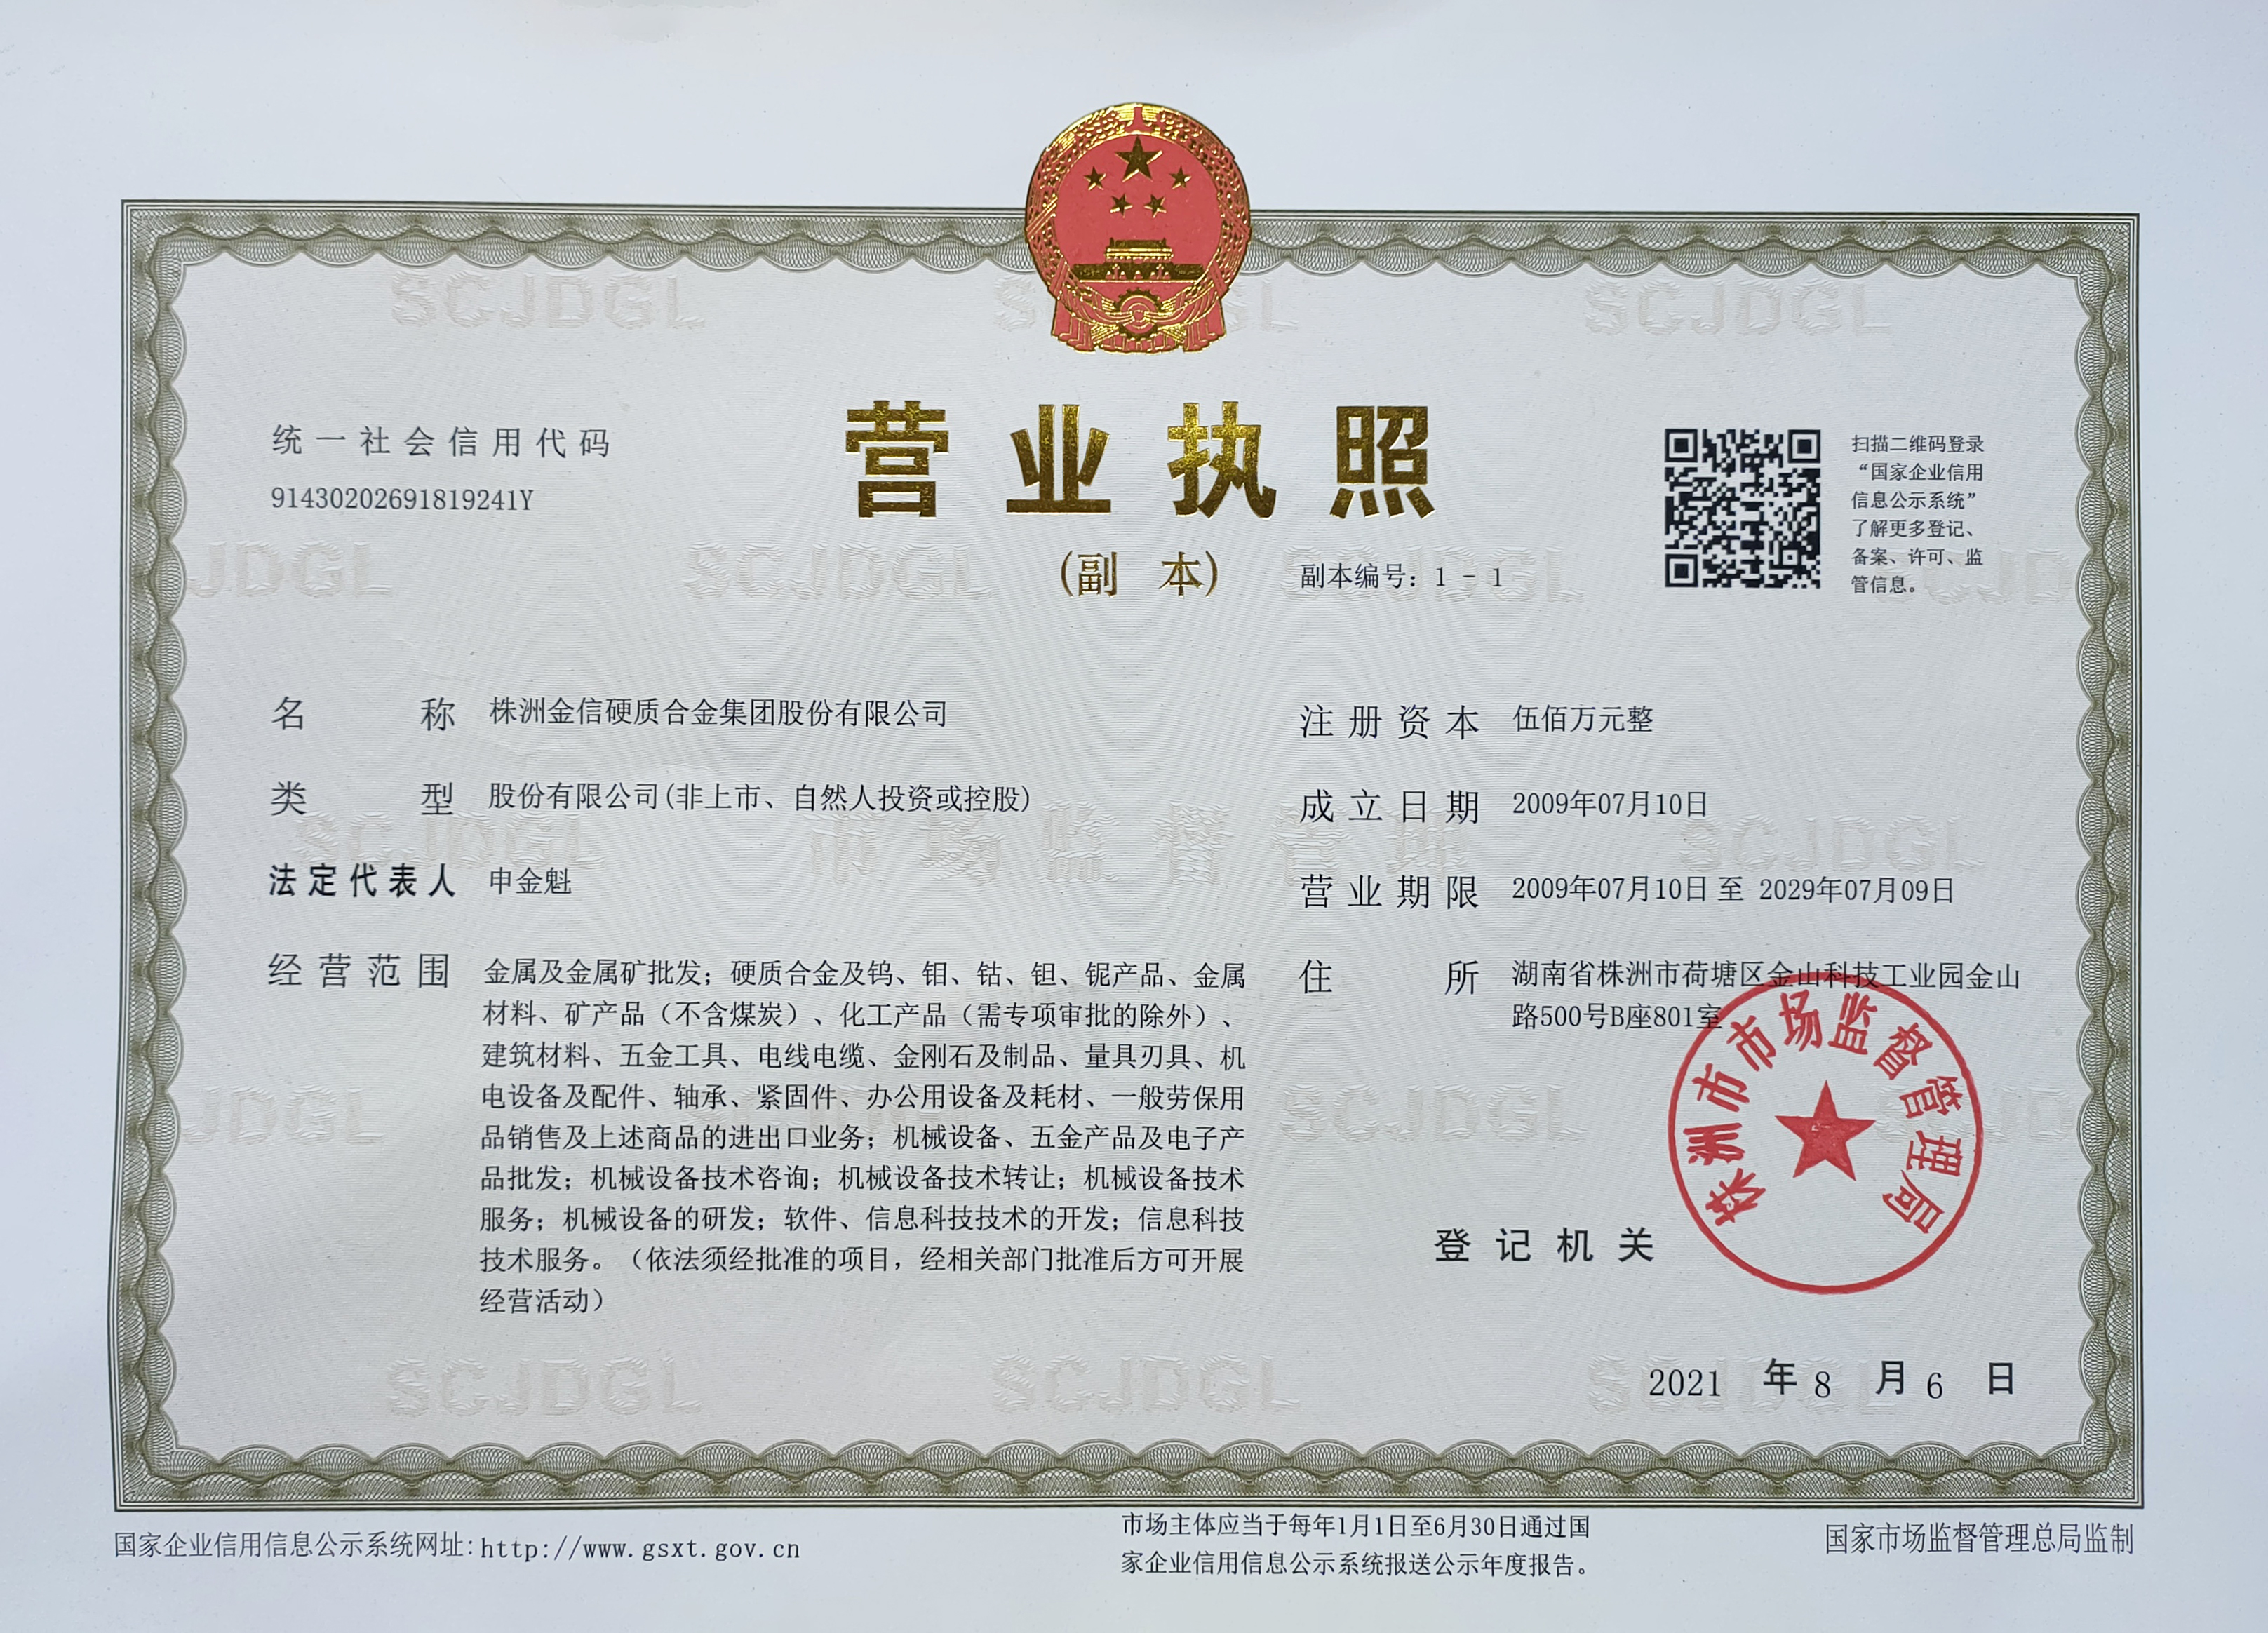 营业执照
(副 本)
副本编号：1 - 1
统一社会信用代码
91430202691819241Y
扫描二维码登录
“国家企业信用
信息公示系统”
了解更多登记、
备案、许可、监
管信息。
名 称 株洲金信硬质合金集团股份有限公司
类 型 股份有限公司(非上市、自然人投资或控股)
法定代表人 申金魁
经营范围 金属及金属矿批发；硬质合金及钨、钼、钴、钽、铌产品、金属
材料、矿产品（不含煤炭）、化工产品（需专项审批的除外）、
建筑材料、五金工具、电线电缆、金刚石及制品、量具刃具、机
电设备及配件、轴承、紧固件、办公用设备及耗材、一般劳保用
品销售及上述商品的进出口业务；机械设备、五金产品及电子产
品批发；机械设备技术咨询；机械设备技术转让；机械设备技术
服务；机械设备的研发；软件、信息科技技术的开发；信息科技
技术服务。（依法须经批准的项目，经相关部门批准后方可开展
经营活动）
注册资本 伍佰万元整
成立日期 2009年07月10日
营业期限 2009年07月10日 至 2029年07月09日
住 所 湖南省株洲市荷塘区金山科技工业园金山
路500号B座801室
株洲市市场监督管理局
登记机关
2021 年 8 月 6 日
国家企业信用信息公示系统网址:http://www.gsxt.gov.cn
市场主体应当于每年1月1日至6月30日通过国
家企业信用信息公示系统报送公示年度报告。
国家市场监督管理总局监制
SCJDGL
市场监督管理